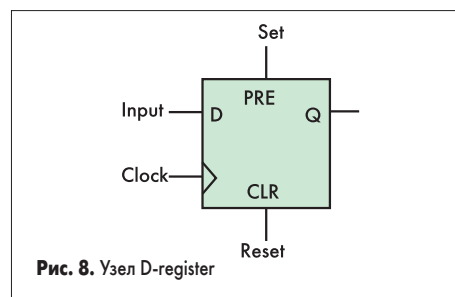 Set
PRE
Input D Q
Clock
CLR
Reset
Рис. 8. Узел D-register